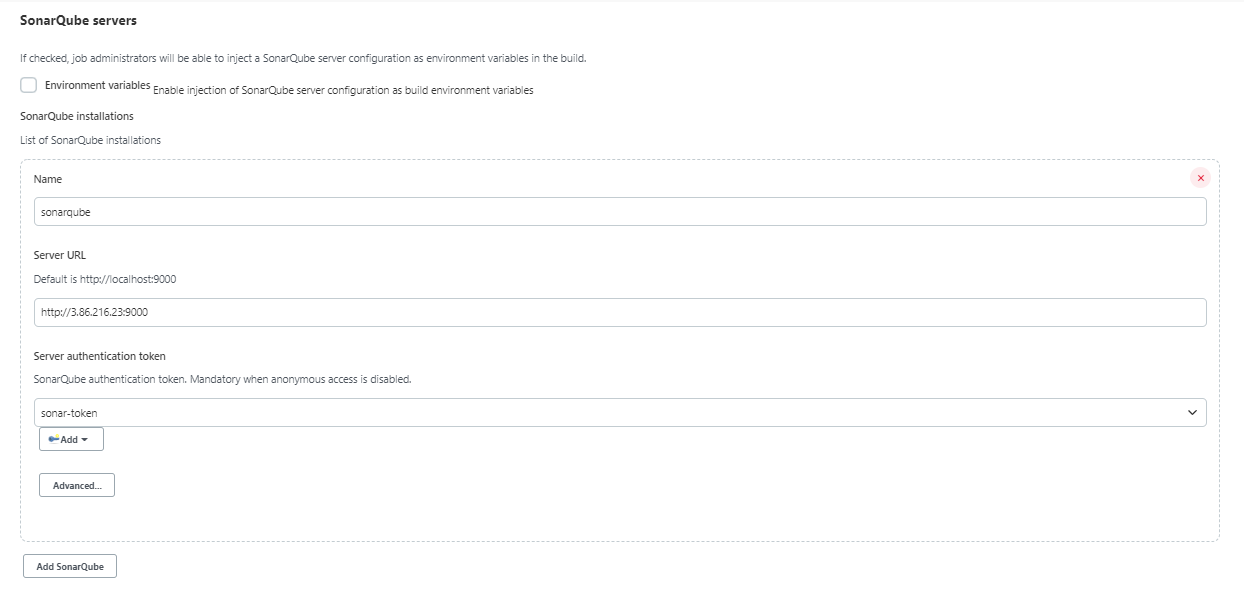 SonarQube servers
If checked, job administrators will be able to inject a SonarQube server configuration as environment variables in the build.
Environment variables Enable injection of SonarQube server configuration as build environment variables
SonarQube installations
List of SonarQube installations
Name
sonarqube
Server URL
Default is http://localhost:9000
http://3.86.216.23:9000
Server authentication token
SonarQube authentication token. Mandatory when anonymous access is disabled.
sonar-token
Add
Advanced...
Add SonarQube